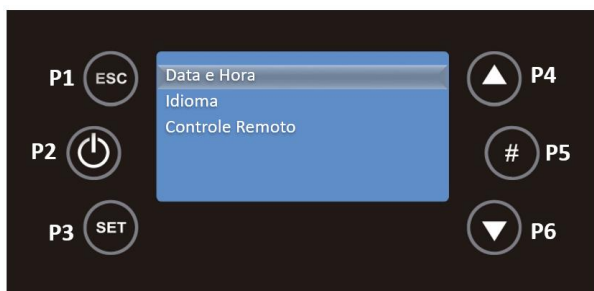 P1 ESC
Data e Hora
Idioma
Controle Remoto
P4
P2
# P5
P3 SET
P6